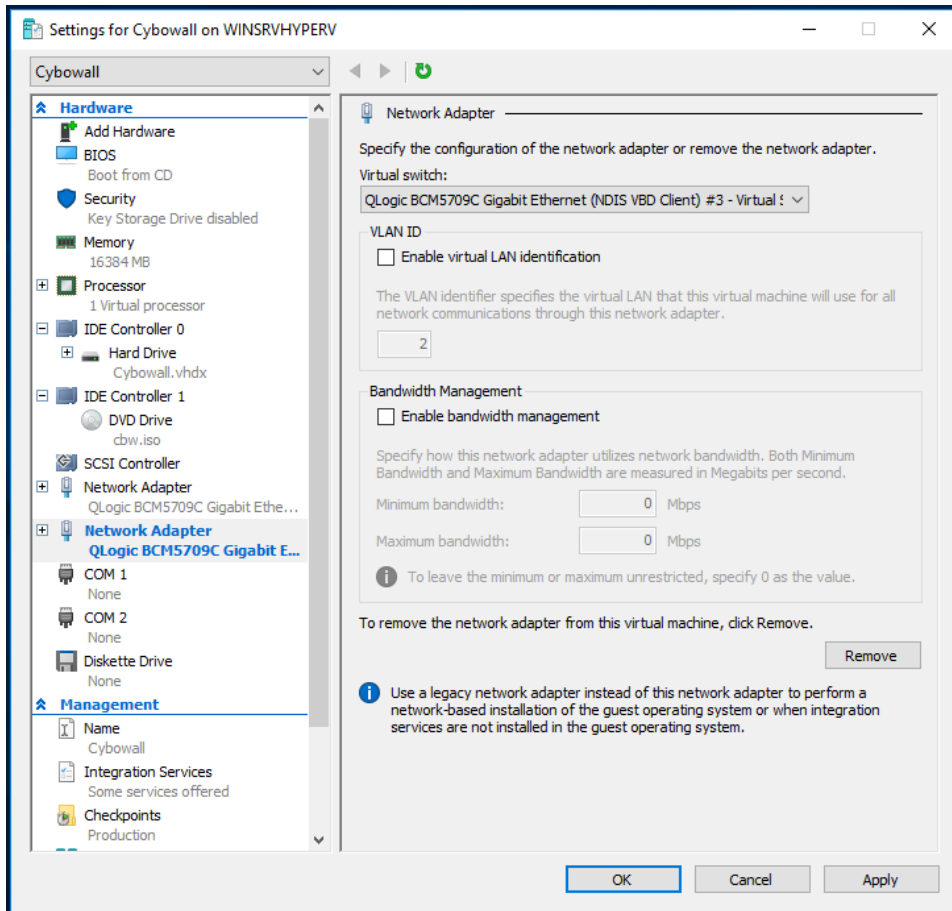 Settings for Cybowall on WINSRVHYPERV
Cybowall
Hardware
Add Hardware
BIOS
Boot from CD
Security
Key Storage Drive disabled
Memory
16384 MB
Processor
1 Virtual processor
IDE Controller 0
Hard Drive
Cybowall.vhdx
IDE Controller 1
DVD Drive
cbw.iso
SCSI Controller
Network Adapter
QLogic BCM5709C Gigabit Ethe...
Network Adapter
QLogic BCM5709C Gigabit E...
COM 1
None
COM 2
None
Diskette Drive
None
Management
Name
Cybowall
Integration Services
Some services offered
Checkpoints
Production
Network Adapter
Specify the configuration of the network adapter or remove the network adapter.
Virtual switch:
QLogic BCM5709C Gigabit Ethernet (NDIS VBD Client) #3 - Virtual S
VLAN ID
Enable virtual LAN identification
The VLAN identifier specifies the virtual LAN that this virtual machine will use for all
network communications through this network adapter.
2
Bandwidth Management
Enable bandwidth management
Specify how this network adapter utilizes network bandwidth. Both Minimum
Bandwidth and Maximum Bandwidth are measured in Megabits per second.
Minimum bandwidth: 0 Mbps
Maximum bandwidth: 0 Mbps
To leave the minimum or maximum unrestricted, specify 0 as the value.
To remove the network adapter from this virtual machine, click Remove.
Remove
Use a legacy network adapter instead of this network adapter to perform a
network-based installation of the guest operating system or when integration
services are not installed in the guest operating system.
OK Cancel Apply